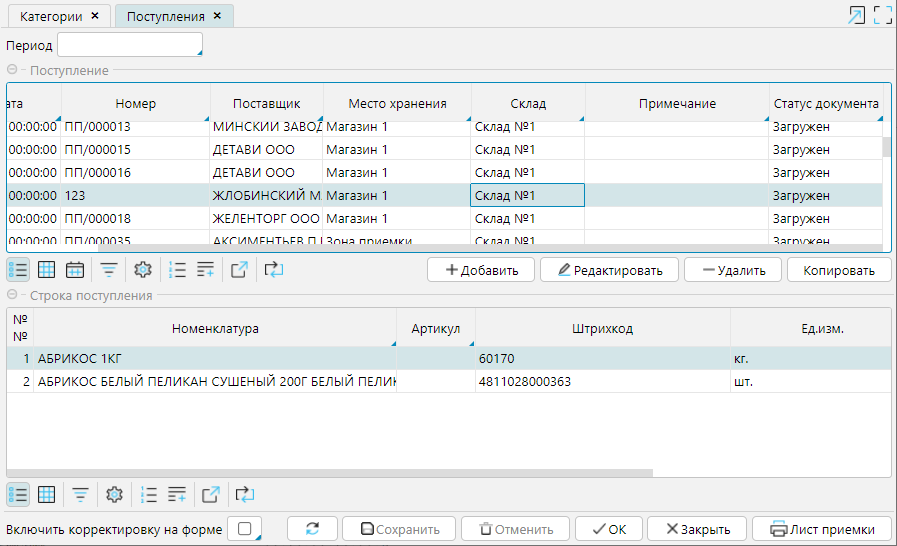 Категории × Поступления ×
Период
Поступление
ата Номер Поставщик Место хранения Склад Примечание Статус документа
00:00:00 ПП/000013 МИНСКИЙ ЗАВОД Магазин 1 Склад №1 Загружен
00:00:00 ПП/000015 ДЕТАВИ ООО Магазин 1 Склад №1 Загружен
00:00:00 ПП/000016 ДЕТАВИ ООО Магазин 1 Склад №1 Загружен
00:00:00 123 ЖЛОБИНСКИЙ М Магазин 1 Склад №1 Загружен
00:00:00 ПП/000018 ЖЕЛЕНТОРГ ООО Магазин 1 Склад №1 Загружен
00:00:00 ПП/000035 АКСИМЕНТЬЕВ П.І Зона приемки Склад №1 Загружен
Добавить Редактировать Удалить Копировать
Строка поступления
№ № Номенклатура Артикул Штрихкод Ед.изм.
1 АБРИКОС 1КГ 60170 кг.
2 АБРИКОС БЕЛЫЙ ПЕЛИКАН СУШЕНЫЙ 200Г БЕЛЫЙ ПЕЛИК 4811028000363 шт.
Включить корректировку на форме Сохранить Отменить ОК Закрыть Лист приемки